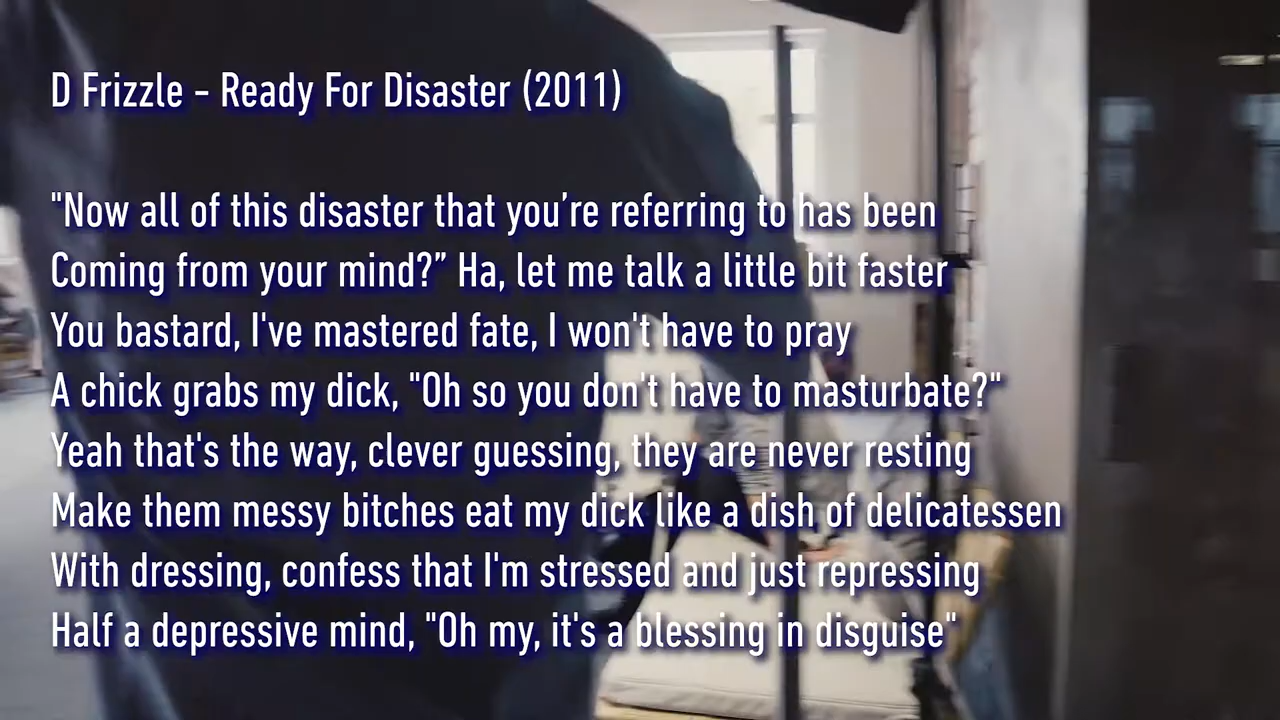 D Frizzle - Ready For Disaster (2011)
"Now all of this disaster that you’re referring to has been
Coming from your mind?” Ha, let me talk a little bit faster
You bastard, I've mastered fate, I won't have to pray
A chick grabs my dick, "Oh so you don't have to masturbate?"
Yeah that's the way, clever guessing, they are never resting
Make them messy bitches eat my dick like a dish of delicatessen
With dressing, confess that I'm stressed and just repressing
Half a depressive mind, "Oh my, it's a blessing in disguise"